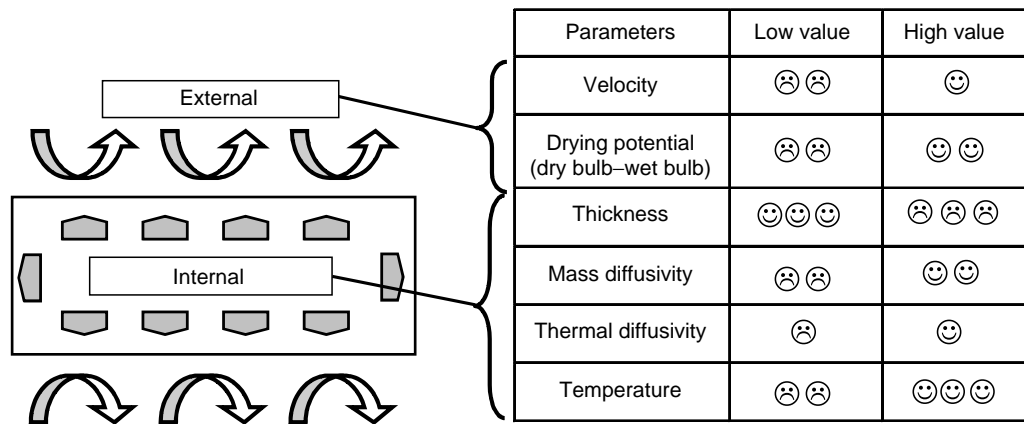 Parameters Low value High value
External
Velocity
Drying potential
(dry bulb–wet bulb)
Thickness
Internal
Mass diffusivity
Thermal diffusivity
Temperature